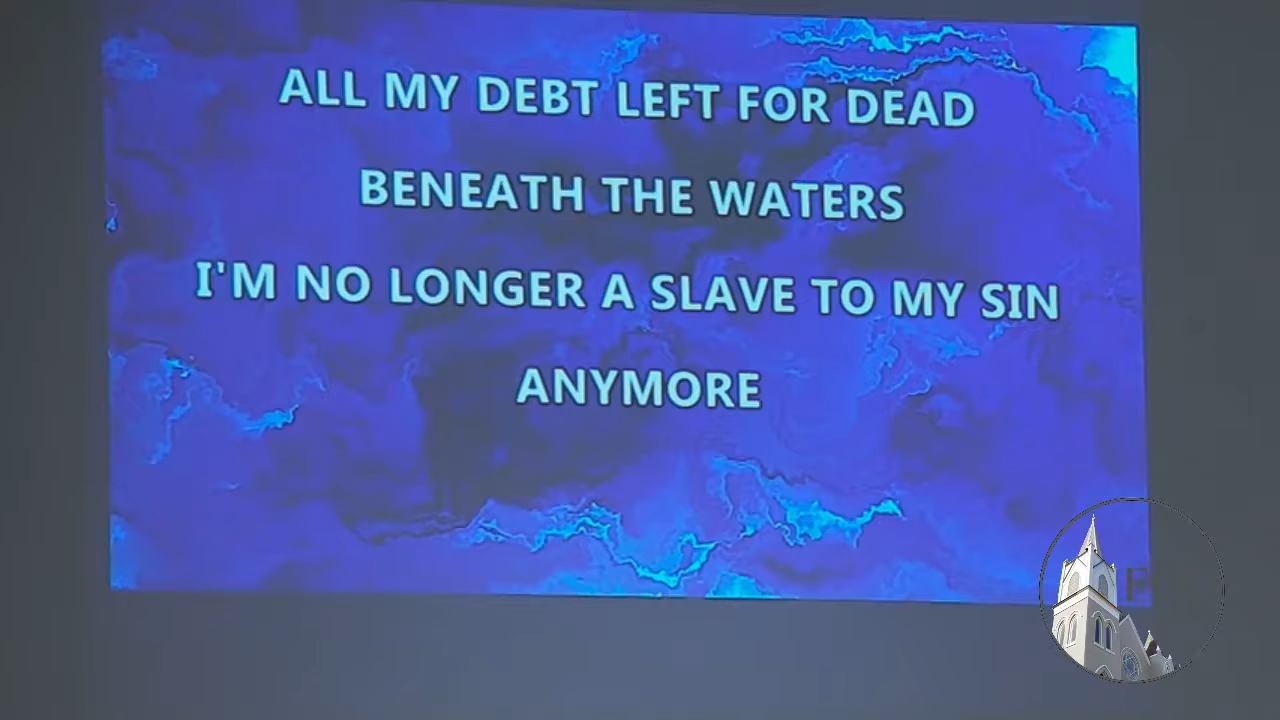 ALL MY DEBT LEFT FOR DEAD
BENEATH THE WATERS
I'M NO LONGER A SLAVE TO MY SIN
ANYMORE